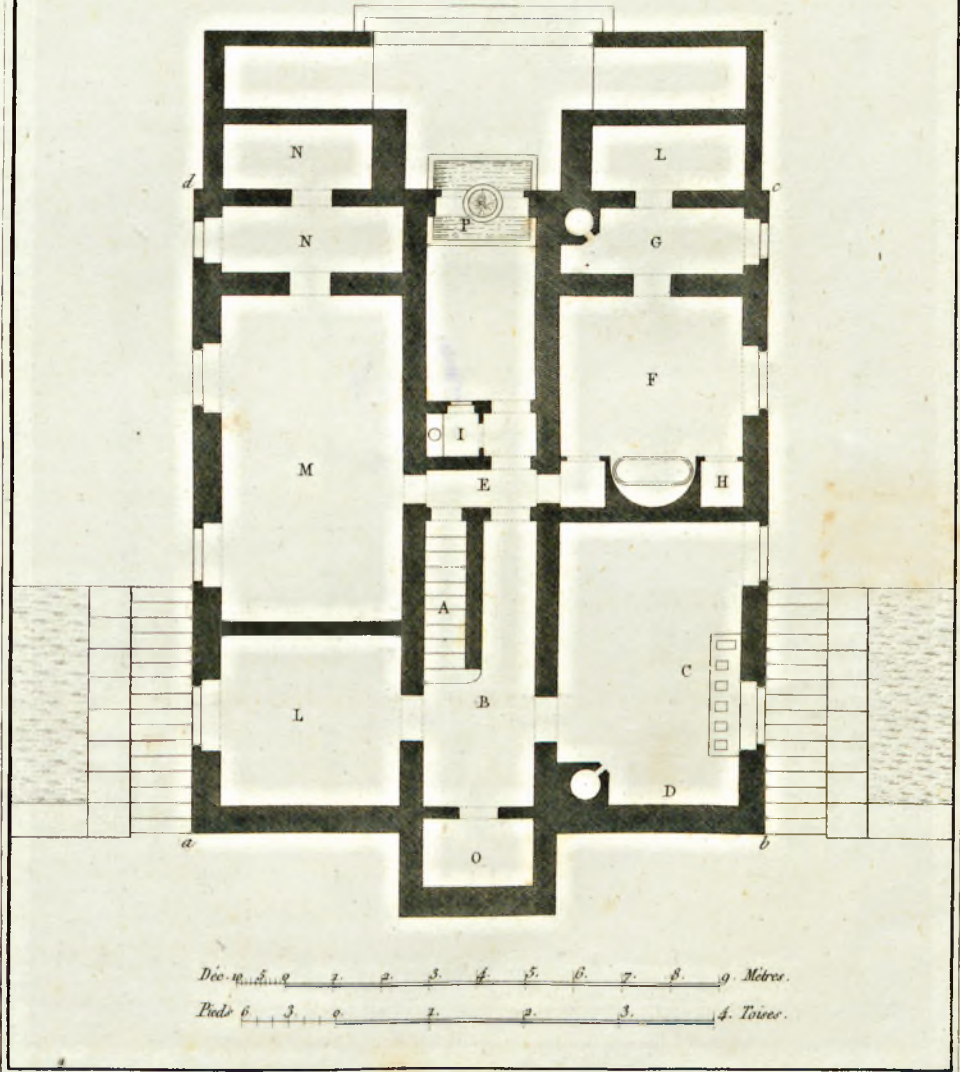 N L
d c
P
N G
F
I
M E H
A
C
L B
D
a b
O
Déc. 10 5. 0 1. 2. 3. 4. 5. 6. 7. 8. 9. Mètres.
Pieds 6 3. 0. 1. 2. 3. 4. Toises.